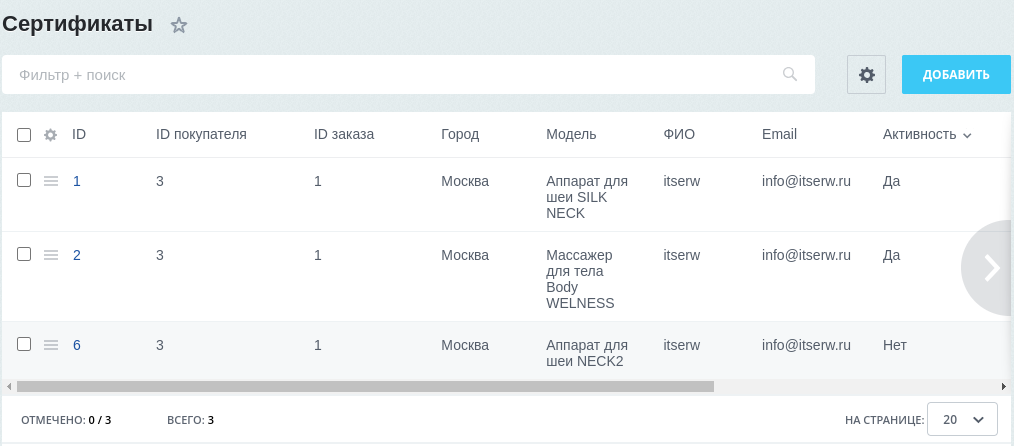 Сертификаты
Фильтр + поиск
ДОБАВИТЬ
ID ID покупателя ID заказа Город Модель ФИО Email Активность
1 3 1 Москва Аппарат для itserw info@itserw.ru Да
шеи SILK
NECK
2 3 1 Москва Массажер itserw info@itserw.ru Да
для тела
Body
WELNESS
6 3 1 Москва Аппарат для itserw info@itserw.ru Нет
шеи NECK2
ОТМЕЧЕНО: 0 / 3 ВСЕГО: 3 НА СТРАНИЦЕ: 20